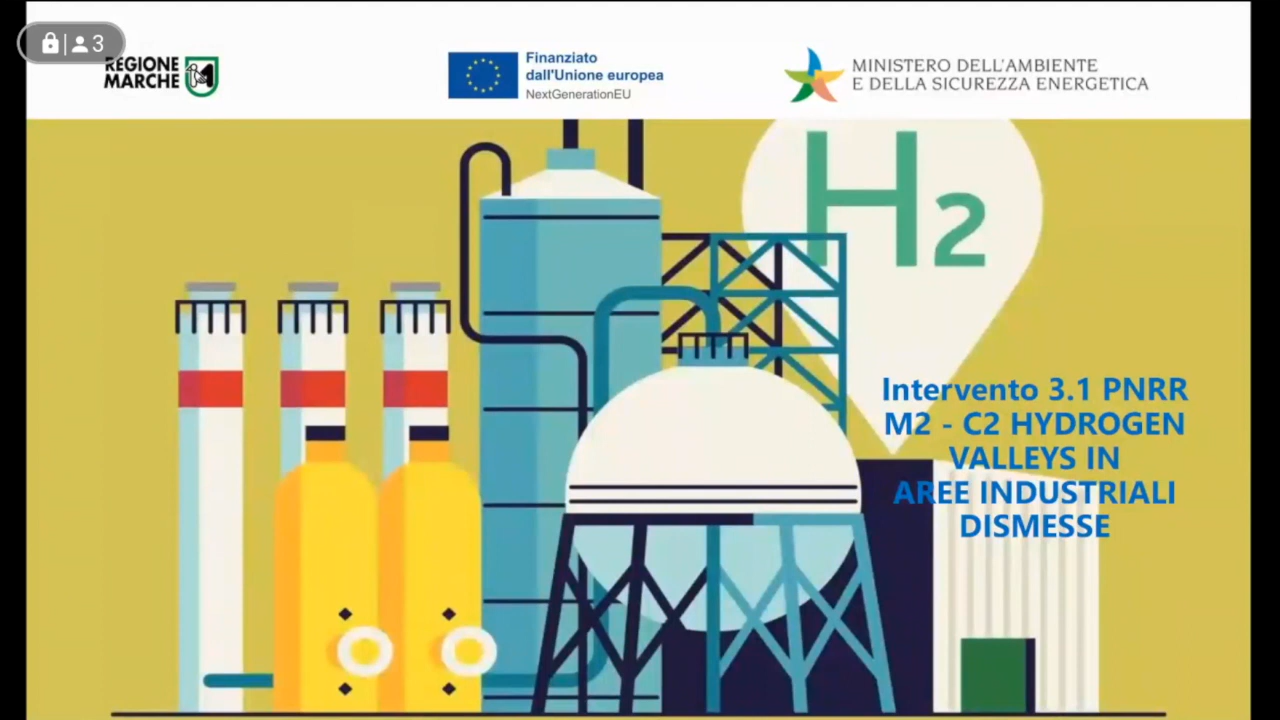 3
REGIONE
MARCHE
Finanziato
dall'Unione europea
NextGenerationEU
MINISTERO DELL'AMBIENTE
E DELLA SICUREZZA ENERGETICA
H2
Intervento 3.1 PNRR
M2 - C2 HYDROGEN
VALLEYS IN
AREE INDUSTRIALI
DISMESSE